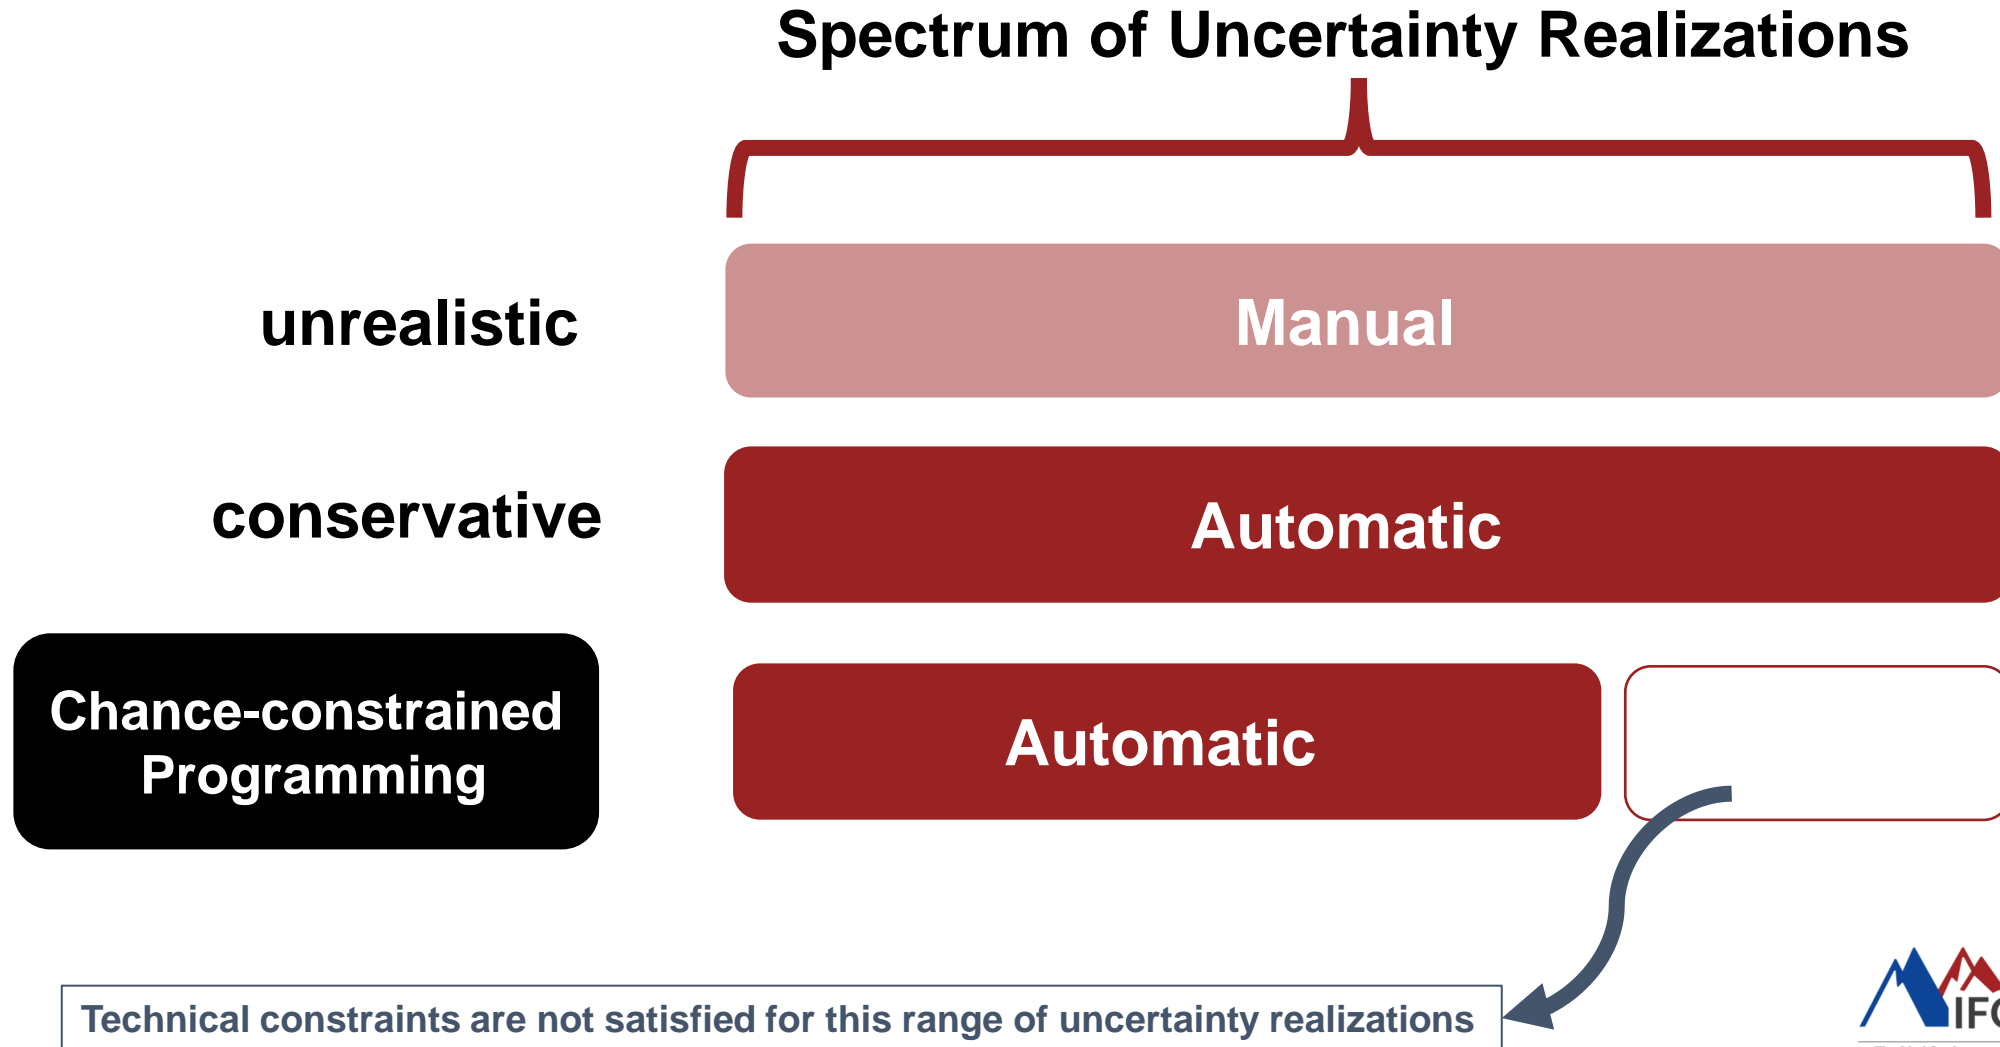 Spectrum of Uncertainty Realizations
unrealistic
Manual
conservative
Automatic
Chance-constrained
Programming
Automatic
Technical constraints are not satisfied for this range of uncertainty realizations